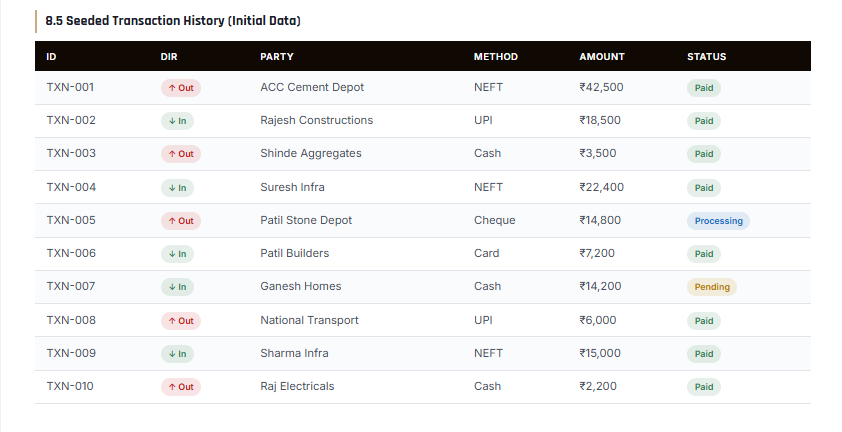 8.5 Seeded Transaction History (Initial Data)
ID DIR PARTY METHOD AMOUNT STATUS
TXN-001 ↑ Out ACC Cement Depot NEFT ₹42,500 Paid
TXN-002 ↓ In Rajesh Constructions UPI ₹18,500 Paid
TXN-003 ↑ Out Shinde Aggregates Cash ₹3,500 Paid
TXN-004 ↓ In Suresh Infra NEFT ₹22,400 Paid
TXN-005 ↑ Out Patil Stone Depot Cheque ₹14,800 Processing
TXN-006 ↓ In Patil Builders Card ₹7,200 Paid
TXN-007 ↓ In Ganesh Homes Cash ₹14,200 Pending
TXN-008 ↑ Out National Transport UPI ₹6,000 Paid
TXN-009 ↓ In Sharma Infra NEFT ₹15,000 Paid
TXN-010 ↑ Out Raj Electricals Cash ₹2,200 Paid